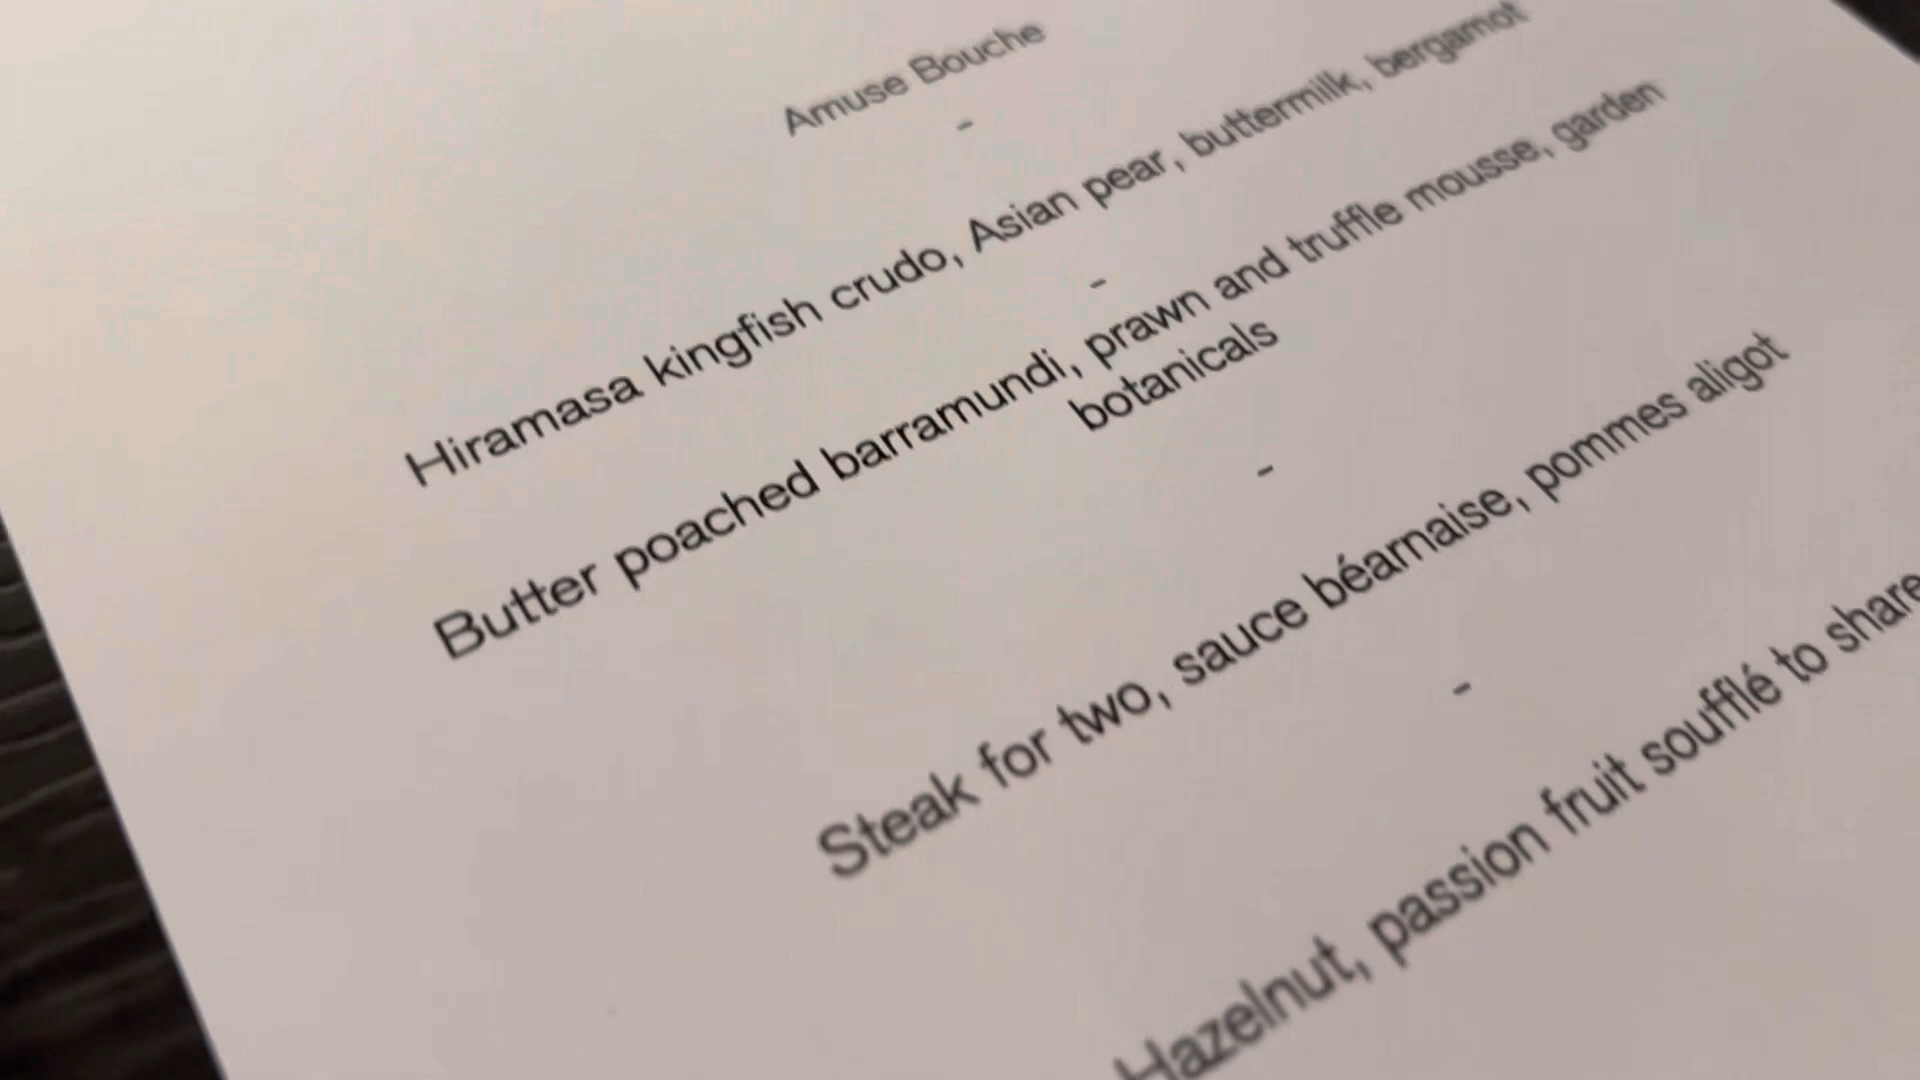 Amuse Bouche
-
Hiramasa kingfish crudo, Asian pear, buttermilk, bergamot
-
Butter poached barramundi, prawn and truffle mousse, garden
botanicals
-
Steak for two, sauce béarnaise, pommes aligot
-
Hazelnut, passion fruit soufflé to share